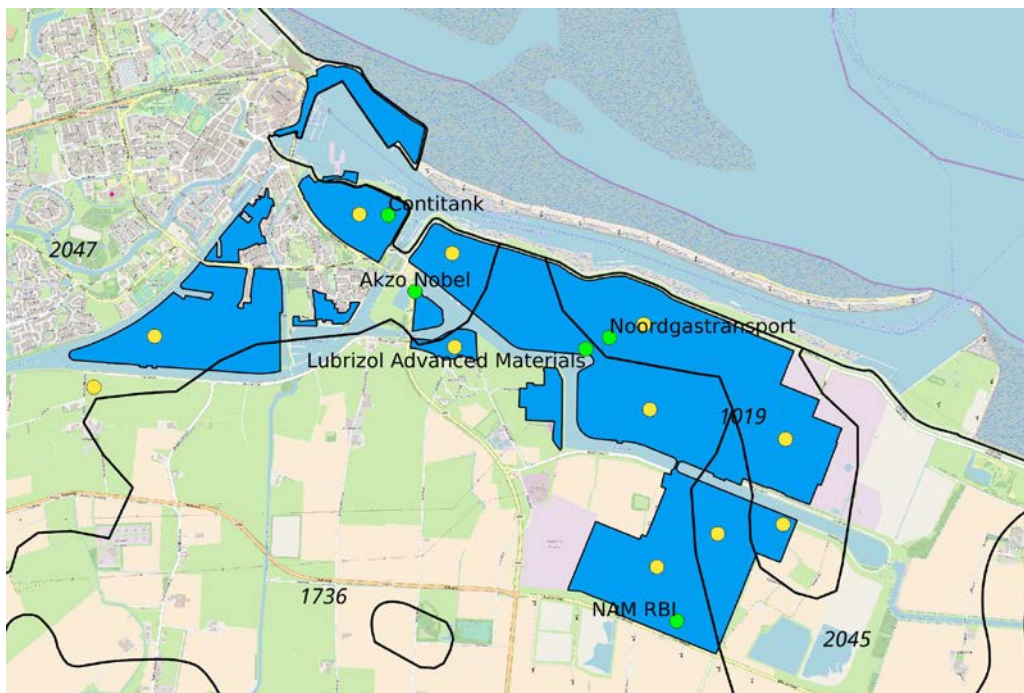 Contitank
2047
Akzo Nobel
Noordgastransport
Lubrizol Advanced Materials
1019
1736
NAM RBI
2045